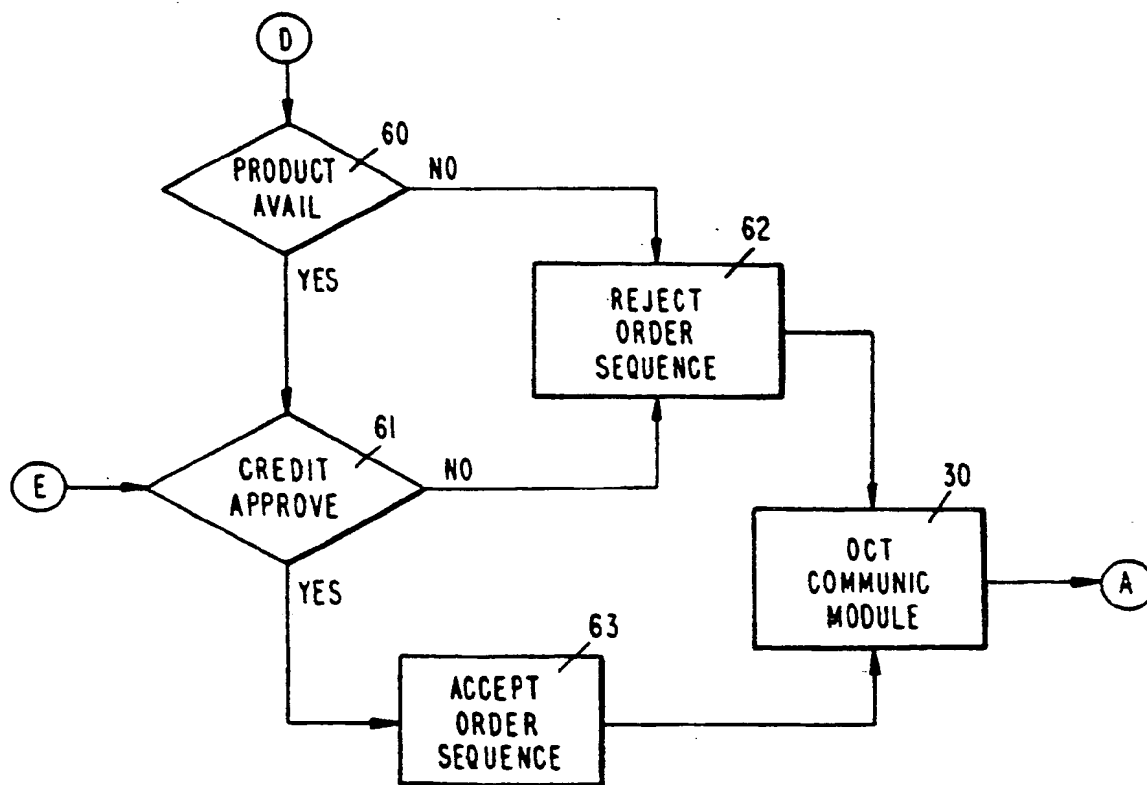 D
60
PRODUCT
AVAIL
NO
YES
62
REJECT
ORDER
SEQUENCE
61
E
CREDIT
APPROVE
NO
YES
30
OCT
COMMUNIC
MODULE
A
63
ACCEPT
ORDER
SEQUENCE